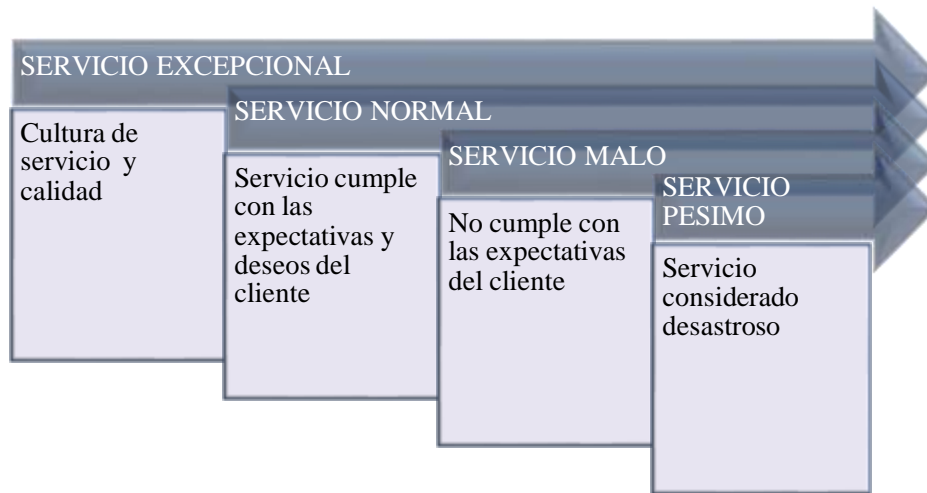 SERVICIO EXCEPCIONAL
Cultura de
servicio y
calidad
SERVICIO NORMAL
Servicio cumple
con las
expectativas y
deseos del
cliente
SERVICIO MALO
No cumple con
las expectativas
del cliente
SERVICIO
PESIMO
Servicio
considerado
desastroso